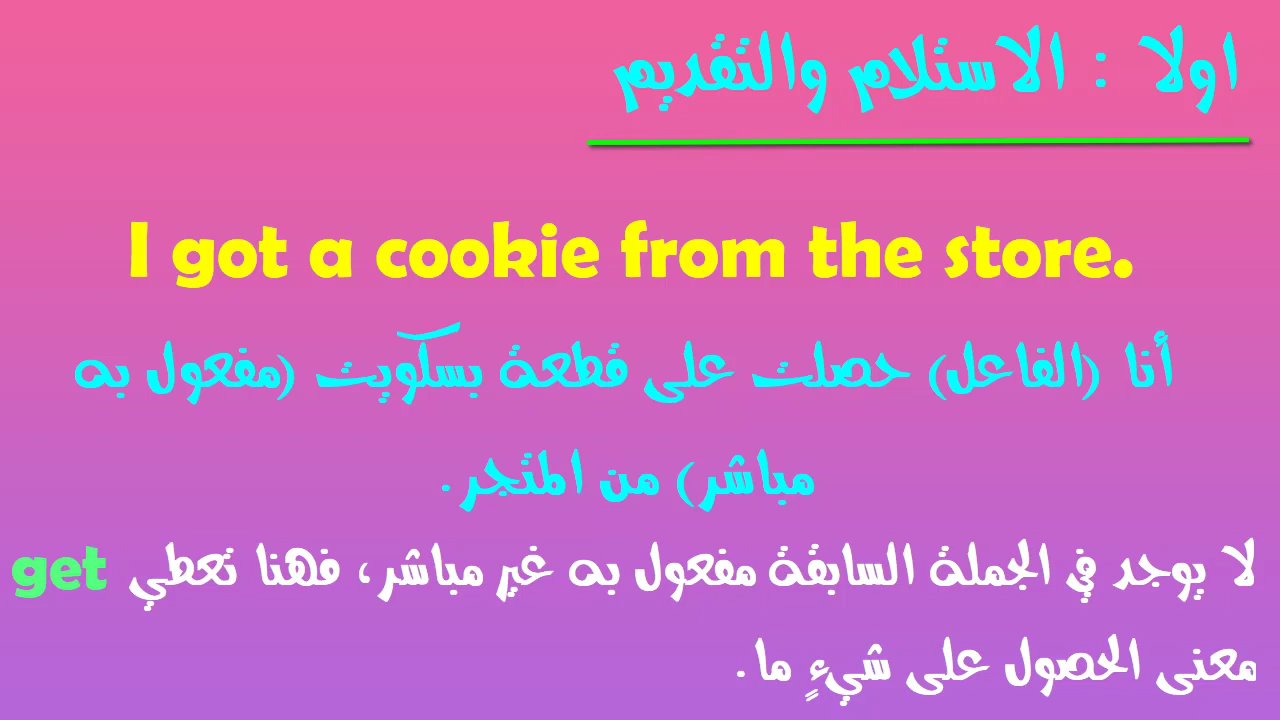 اولا : الاستلام والتقديم
I got a cookie from the store.
أنا (الفاعل) حصلت على قطعة بسكويت (مفعول به
مباشر) من المتجر.
لا يوجد في الجملة السابقة مفعول به غير مباشر، فهنا تعطي get
معنى الحصول على شيءٍ ما.